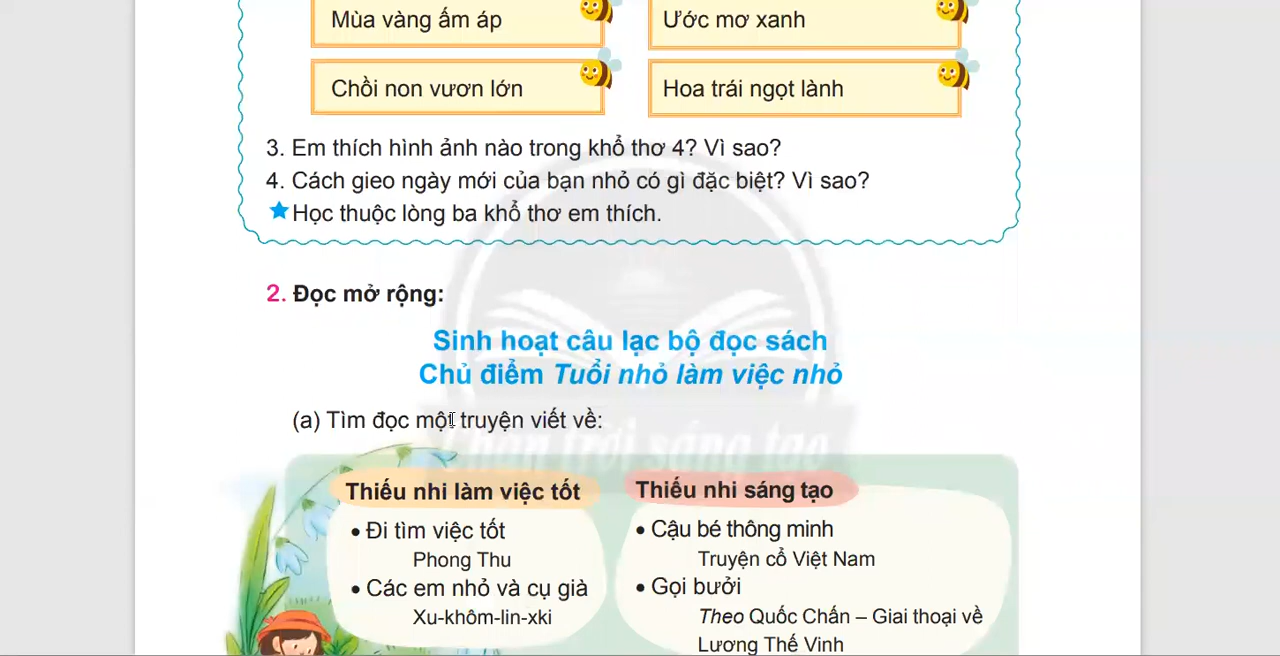 Mùa vàng ấm áp
Ước mơ xanh
Chồi non vươn lớn
Hoa trái ngọt lành
3. Em thích hình ảnh nào trong khổ thơ 4? Vì sao?
4. Cách gieo ngày mới của bạn nhỏ có gì đặc biệt? Vì sao?
Học thuộc lòng ba khổ thơ em thích.
2. Đọc mở rộng:
Sinh hoạt câu lạc bộ đọc sách
Chủ điểm Tuổi nhỏ làm việc nhỏ
(a) Tìm đọc một truyện viết về:
Chân trời sáng tạo
Thiếu nhi làm việc tốt
• Đi tìm việc tốt
Phong Thu
• Các em nhỏ và cụ già
Xu-khôm-lin-xki
Thiếu nhi sáng tạo
• Cậu bé thông minh
Truyện cổ Việt Nam
• Gọi bưởi
Theo Quốc Chấn – Giai thoại về
Lương Thế Vinh